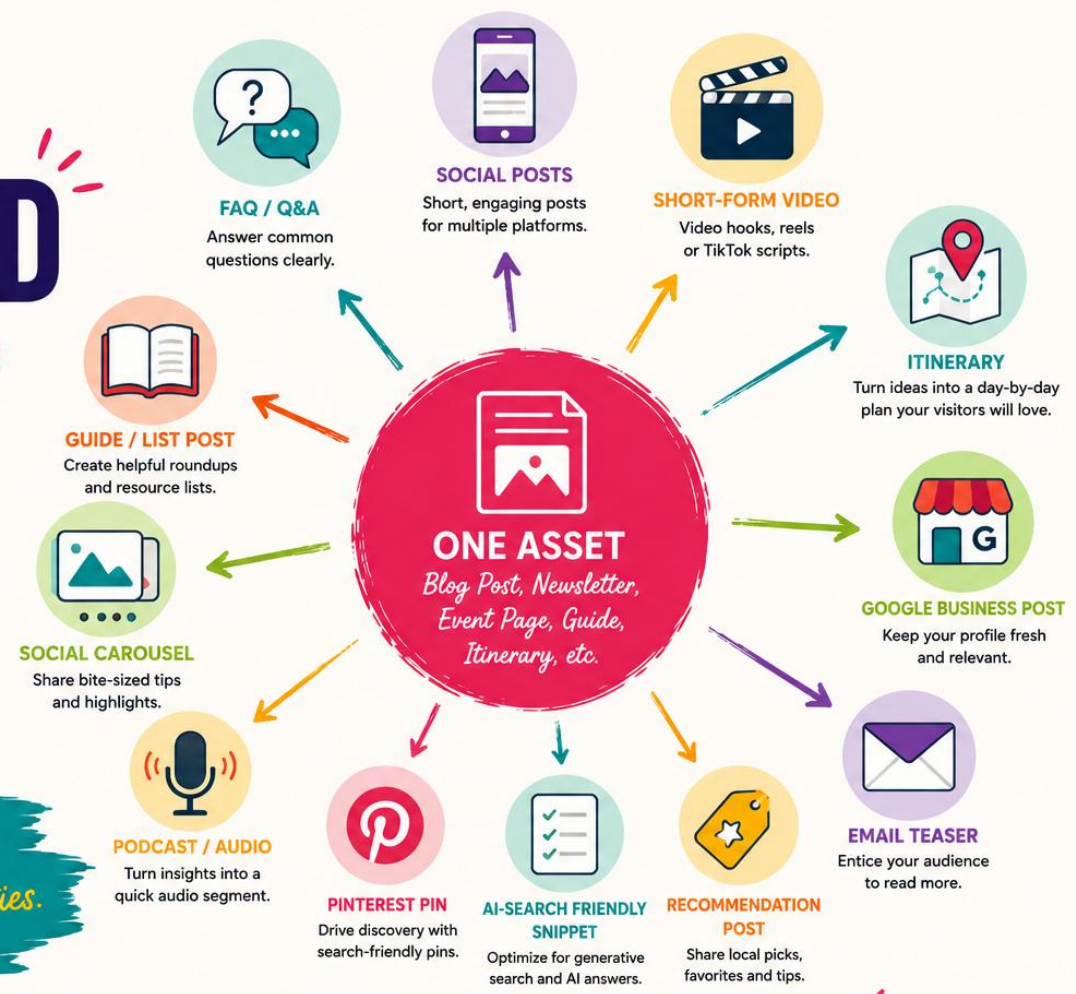 D
?
SOCIAL POSTS
Short, engaging posts
for multiple platforms.
FAQ / Q&A
Answer common
questions clearly.
SHORT-FORM VIDEO
Video hooks, reels
or TikTok scripts.
ITINERARY
Turn ideas into a day-by-day
plan your visitors will love.
GUIDE / LIST POST
Create helpful roundups
and resource lists.
G
GOOGLE BUSINESS POST
Keep your profile fresh
and relevant.
ONE ASSET
Blog Post, Newsletter,
Event Page, Guide,
Itinerary, etc.
SOCIAL CAROUSEL
Share bite-sized tips
and highlights.
EMAIL TEASER
Entice your audience
to read more.
PODCAST / AUDIO
Turn insights into a
quick audio segment.
PINTEREST PIN
Drive discovery with
search-friendly pins.
AI-SEARCH FRIENDLY
SNIPPET
Optimize for generative
search and AI answers.
RECOMMENDATION
POST
Share local picks,
favorites and tips.